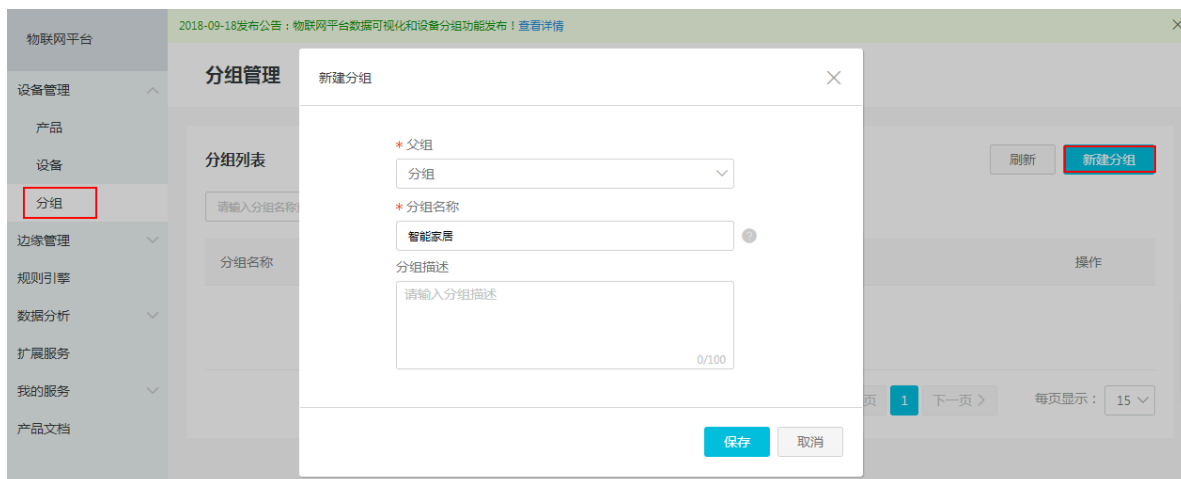 物联网平台
2018-09-18发布公告：物联网平台数据可视化和设备分组功能发布！查看详情
设备管理
产品
设备
分组
边缘管理
规则引擎
数据分析
扩展服务
我的服务
产品文档
分组管理
分组列表
刷新
新建分组
请输入分组名称
分组名称
操作
页
1
下一页
每页显示：
15
新建分组
* 父组
分组
* 分组名称
智能家居
分组描述
请输入分组描述
0/100
保存
取消